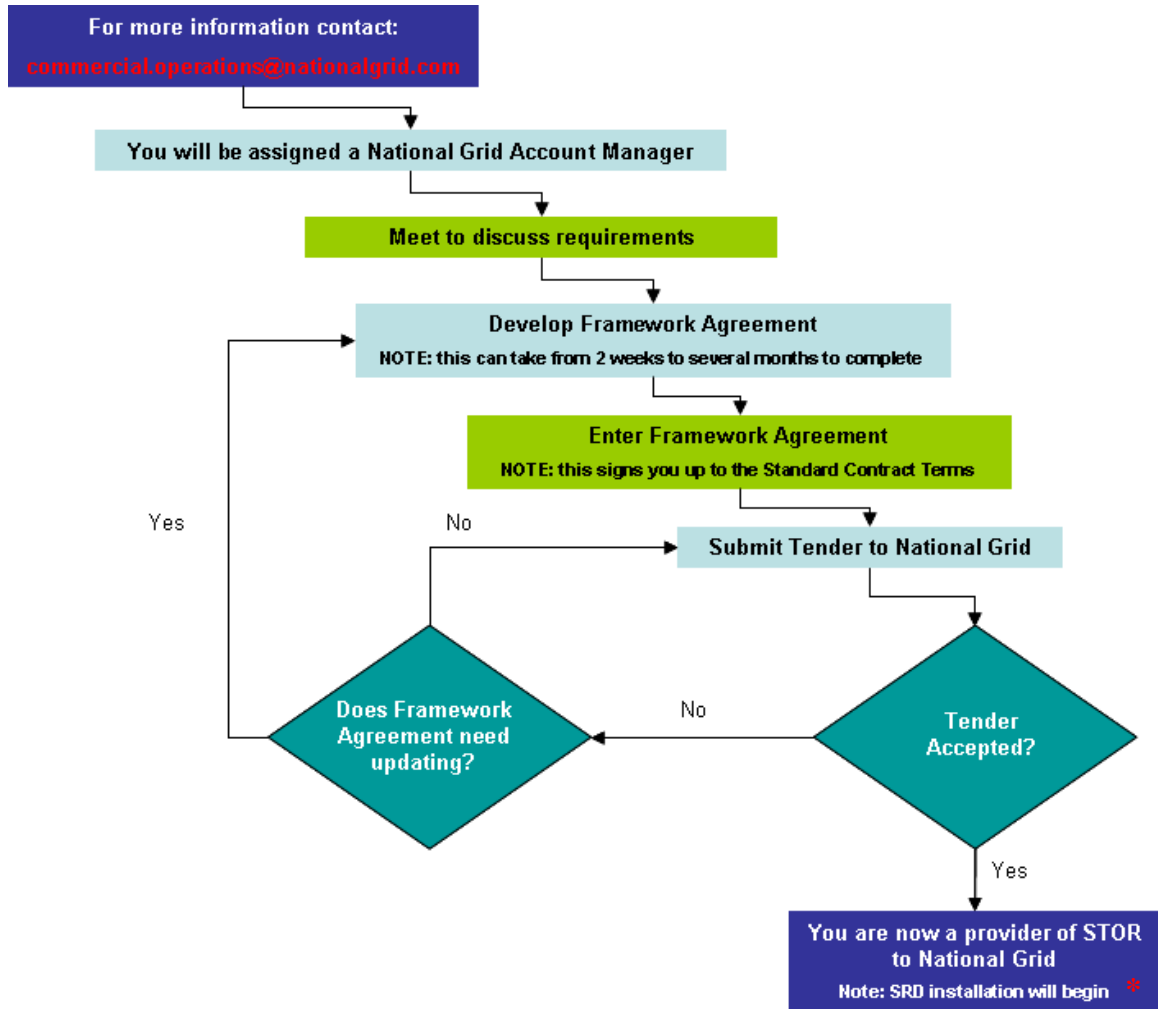 For more information contact:
commercial.operations@nationalgrid.com
You will be assigned a National Grid Account Manager
Meet to discuss requirements
Develop Framework Agreement
NOTE: this can take from 2 weeks to several months to complete
Enter Framework Agreement
NOTE: this signs you up to the Standard Contract Terms
Yes
No
Submit Tender to National Grid
Does Framework
Agreement need
updating?
No
Tender
Accepted?
Yes
You are now a provider of STOR
to National Grid
Note: SRD installation will begin *